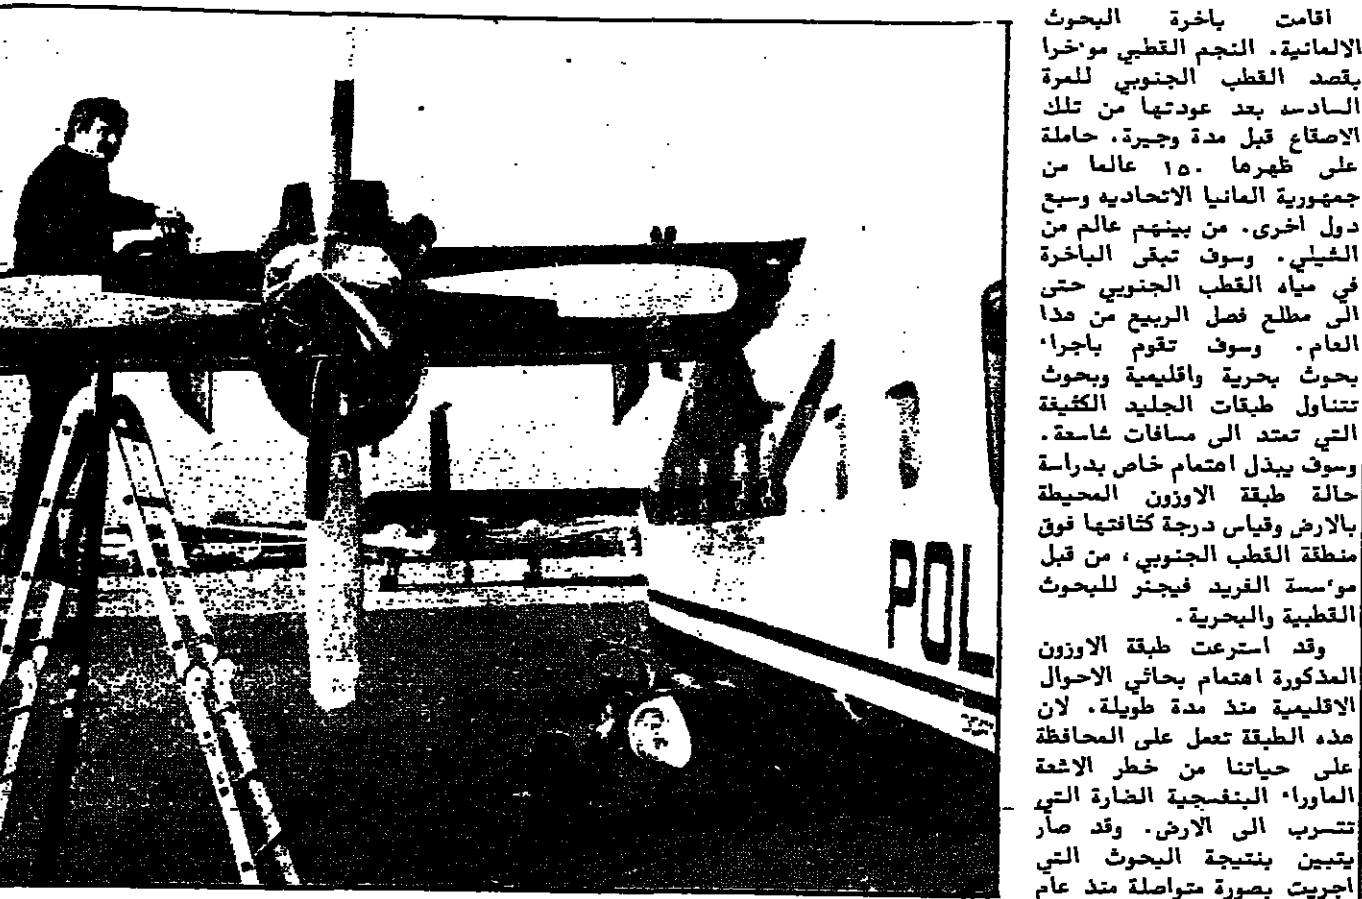 اقامت باخرة البحوث
الالمانية. النجم القطبي مو'خرا
بقصد القطب الجنوبي للمرة
السادسه بعد عودتها من تلك
الاصقاع قبل مدة وجيرة. حاملة
على ظهرها ١٥٠ عالما من
جمهورية المانيا الاتحاديه وسبع
دول اخرى. من بينهم عالم من
الشيلي. وسوف تبقى الباخرة
في مياه القطب الجنوبي حتى
الى مطلع فصل الربيع من هذا
العام. وسوف تقوم باجراء
بحوث بحرية واقليمية وبحوث
تتناول طبقات الجليد الكثيفة
التي تمتد الى مسافات شاسعة.
وسوف يبذل اهتمام خاص بدراسة
حالة طبقة الاوزون المحيطة
بالارض وقياس درجة كثافتها فوق
منطقة القطب الجنوبي، من قبل
مو'سسة الفريد فيجنر للبحوث
القطبية والبحرية.
وقد استرعت طبقة الاوزون
المذكورة اهتمام بحاثي الاحوال
الاقليمية منذ مدة طويلة. لان
هذه الطبقة تعمل على المحافظة
على حياتنا من خطر الاشعة
الماوراء البنفسجية الضارة التي
تتسرب الى الارض. وقد صار
يتبين بنتيجة البحوث التي
اجريت بصورة متواصلة منذ عام
POL